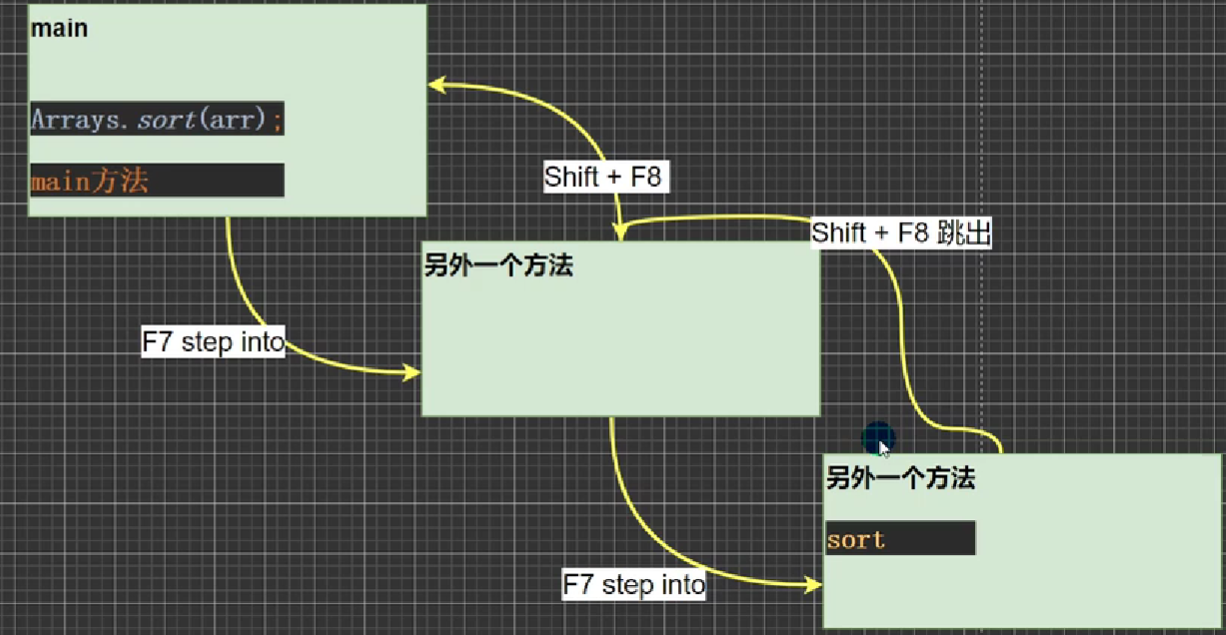 main
Arrays.sort(arr);
main方法
Shift + F8
Shift + F8 跳出
另外一个方法
F7 step into
另外一个方法
sort
F7 step into